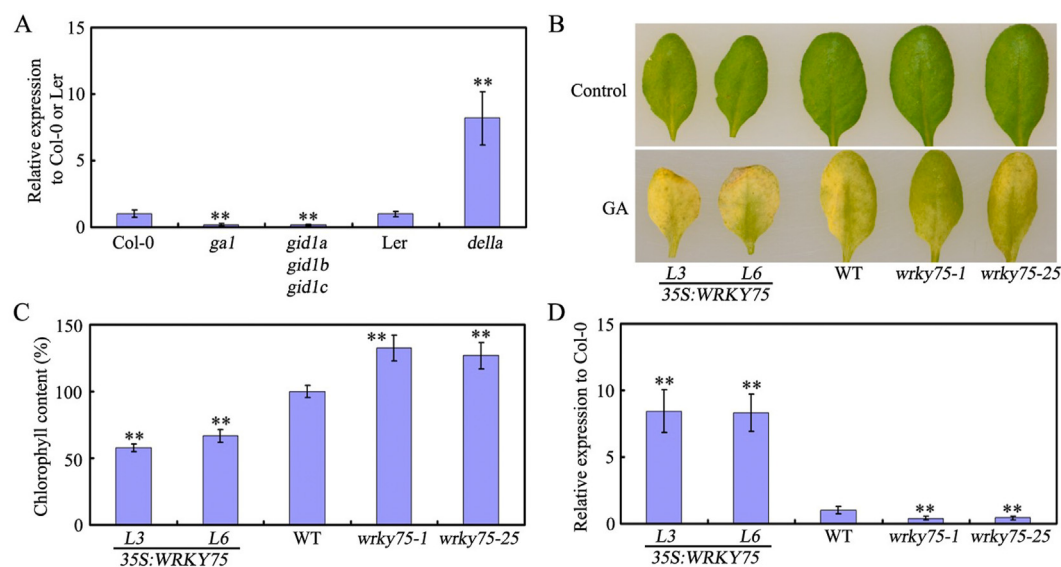 A
Relative expression
to Col-0 or Ler
15
10
5
0
**
**
**
Col-0
ga1
gid1a
gid1b
gid1c
Ler
della
B
Control
GA
L3
L6
35S:WRKY75
WT
wrky75-1
wrky75-25
C
Chlorophyll content (%)
150
100
50
0
**
**
**
**
L3
L6
35S:WRKY75
WT
wrky75-1
wrky75-25
D
Relative expression to Col-0
15
10
5
0
**
**
**
**
L3
L6
35S:WRKY75
WT
wrky75-1
wrky75-25